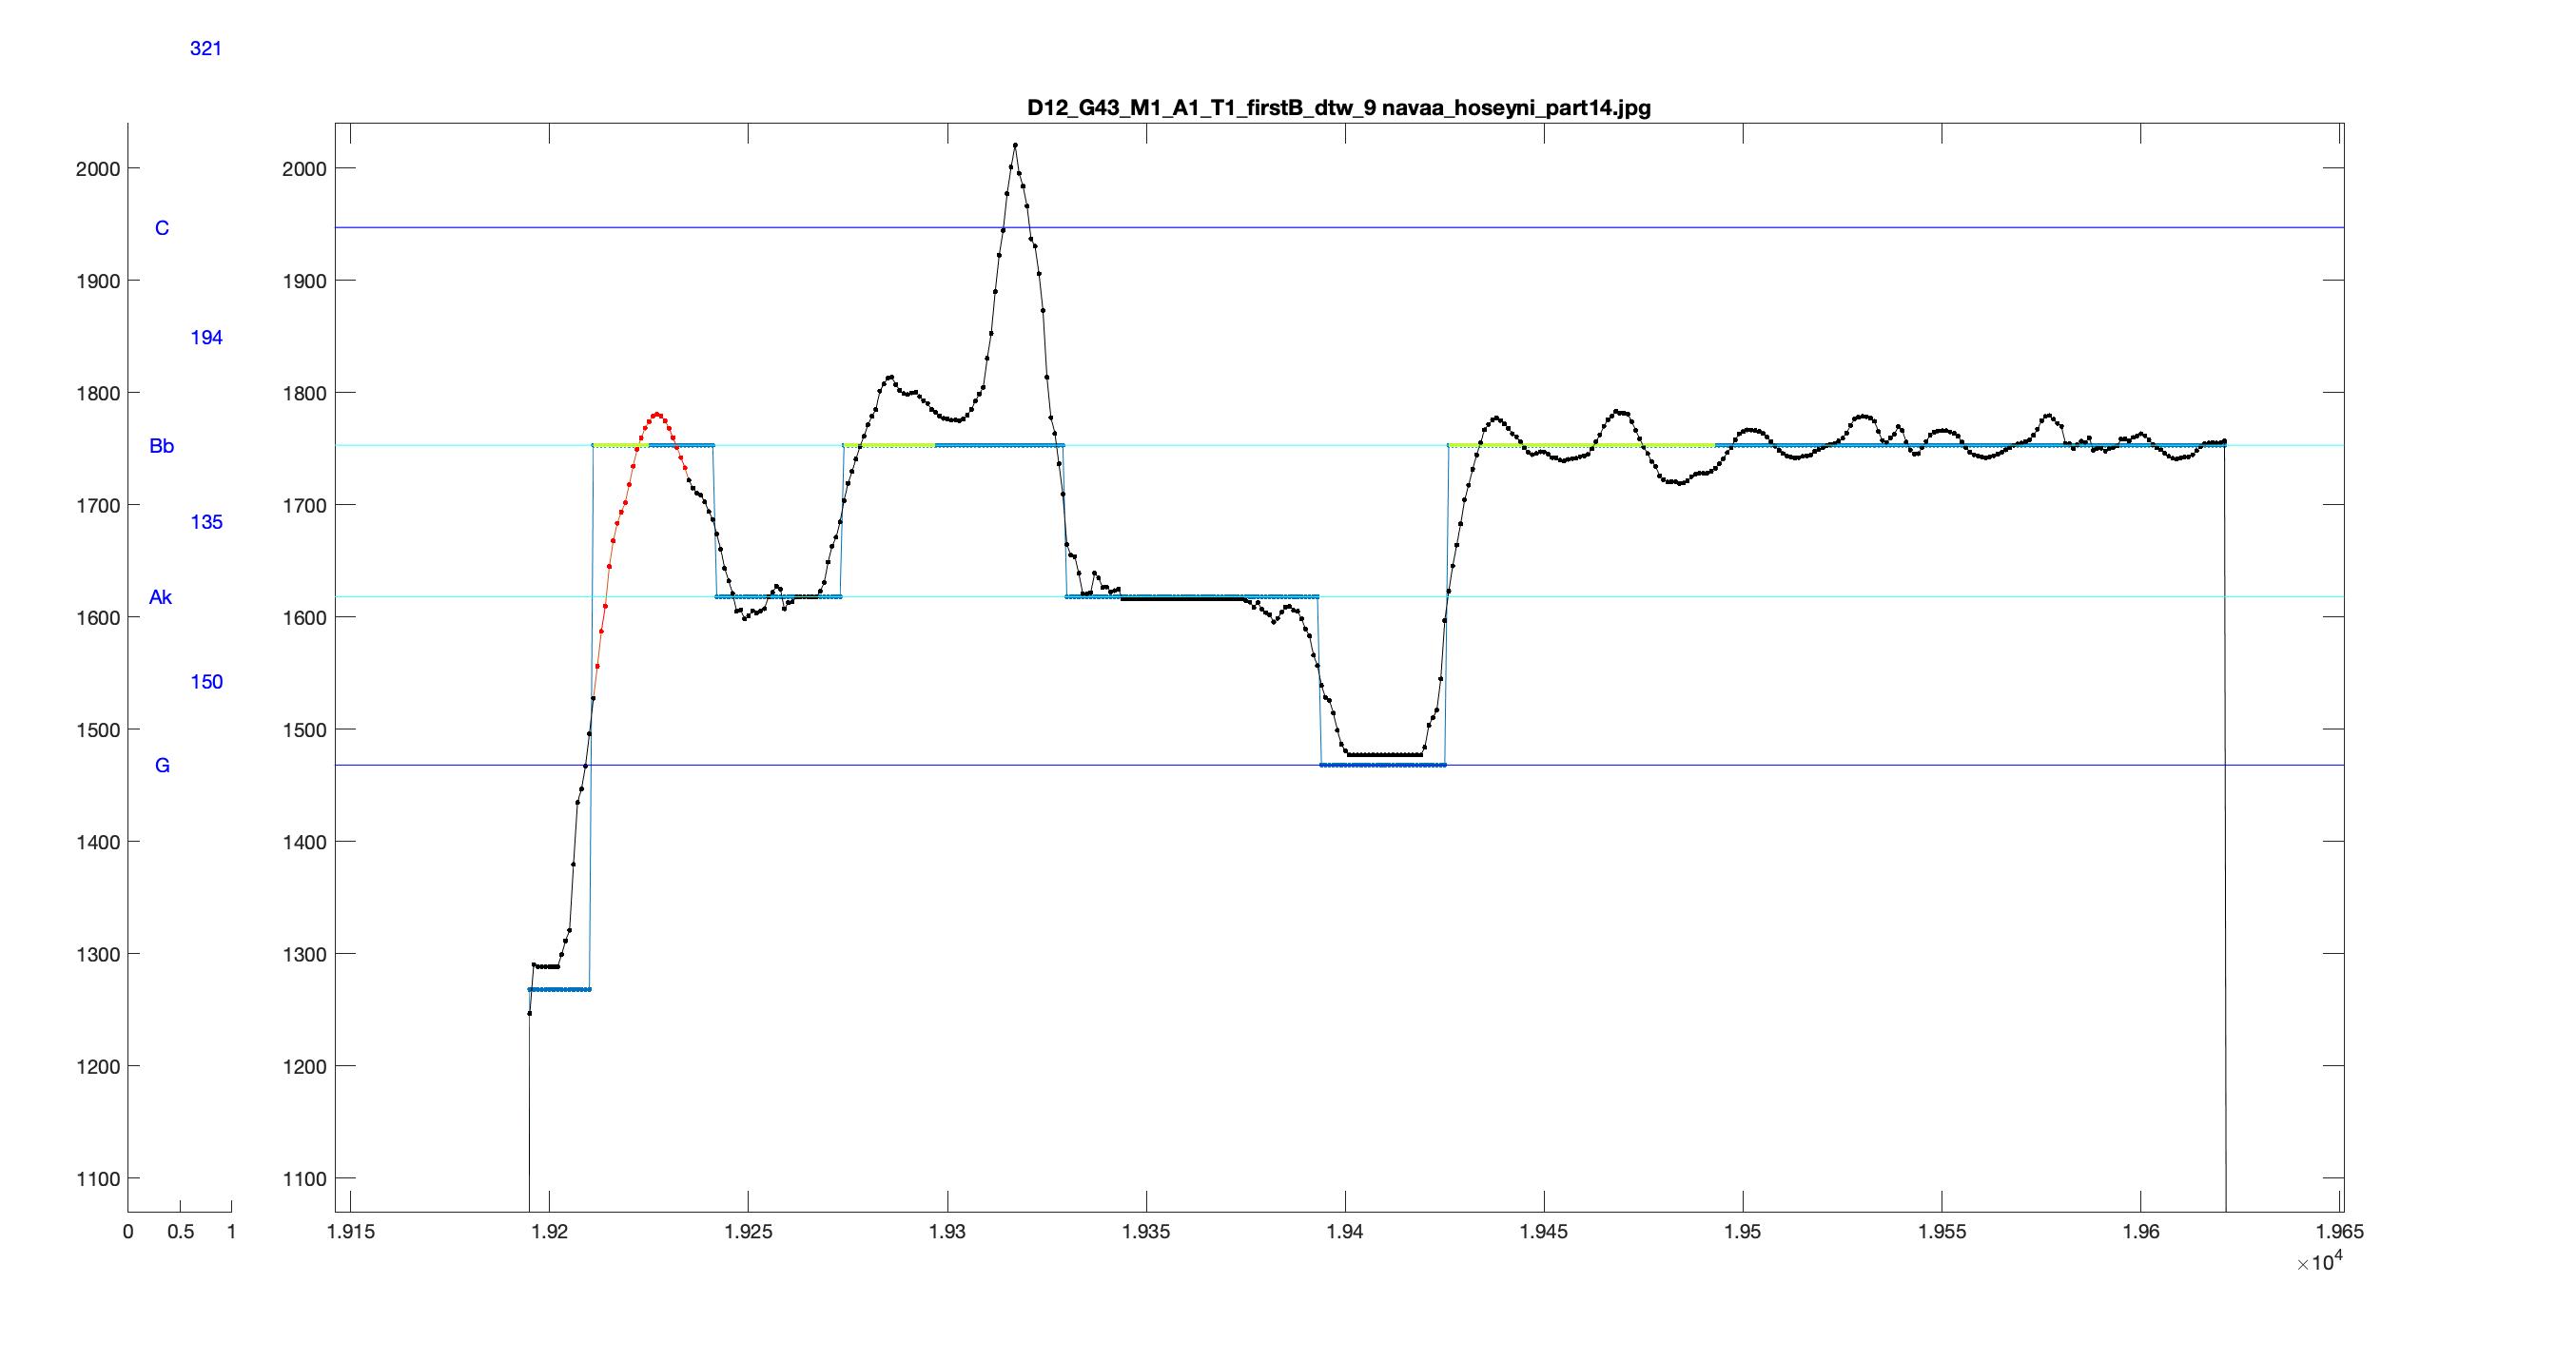 321
D12_G43_M1_A1_T1_firstB_dtw_9 navaa_hoseyni_part14.jpg
2000 2000
C
1900 1900
194
1800 1800
Bb
1700 1700
135
1600 1600
Ak
150
1500 1500
G
1400 1400
1300 1300
1200 1200
1100 1100
0 0.5 1 1.915 1.92 1.925 1.93 1.935 1.94 1.945 1.95 1.955 1.96 1.965
×10⁴